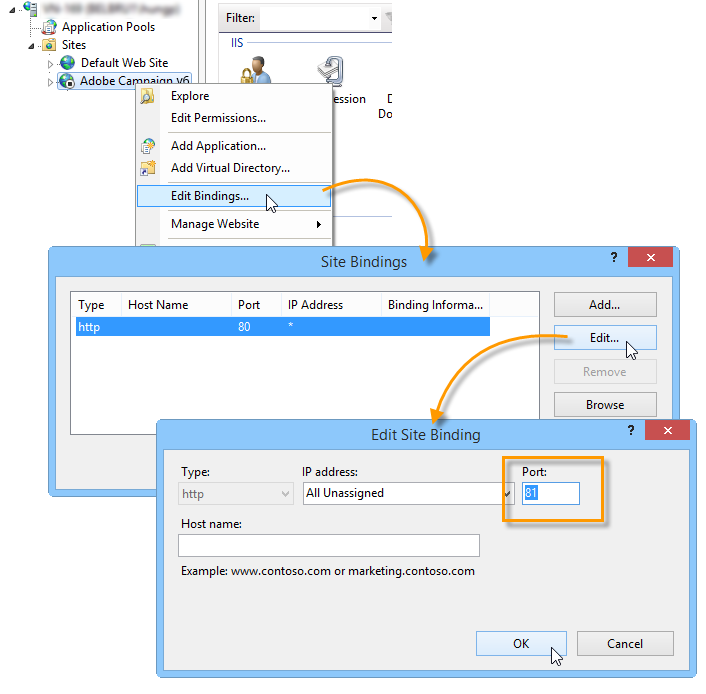 Application Pools
Sites
Default Web Site
Adobe Campaign v6
Filter:
IIS
ession
D
Do
Explore
Edit Permissions...
Add Application...
Add Virtual Directory...
Edit Bindings...
Manage Website
Site Bindings
?
Type Host Name Port IP Address Binding Informa...
http 80 *
Add...
Edit...
Remove
Browse
Edit Site Binding
?
Type: IP address: Port:
http All Unassigned 81
Host name:
Example: www.contoso.com or marketing.contoso.com
OK Cancel